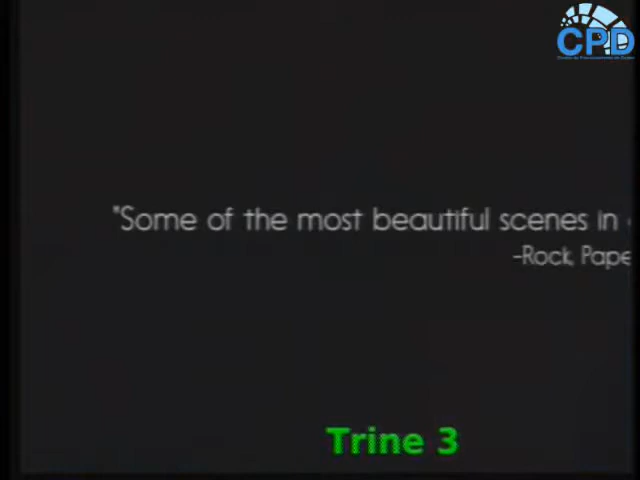 CPD
"Some of the most beautiful scenes in
-Rock, Pape
Trine 3